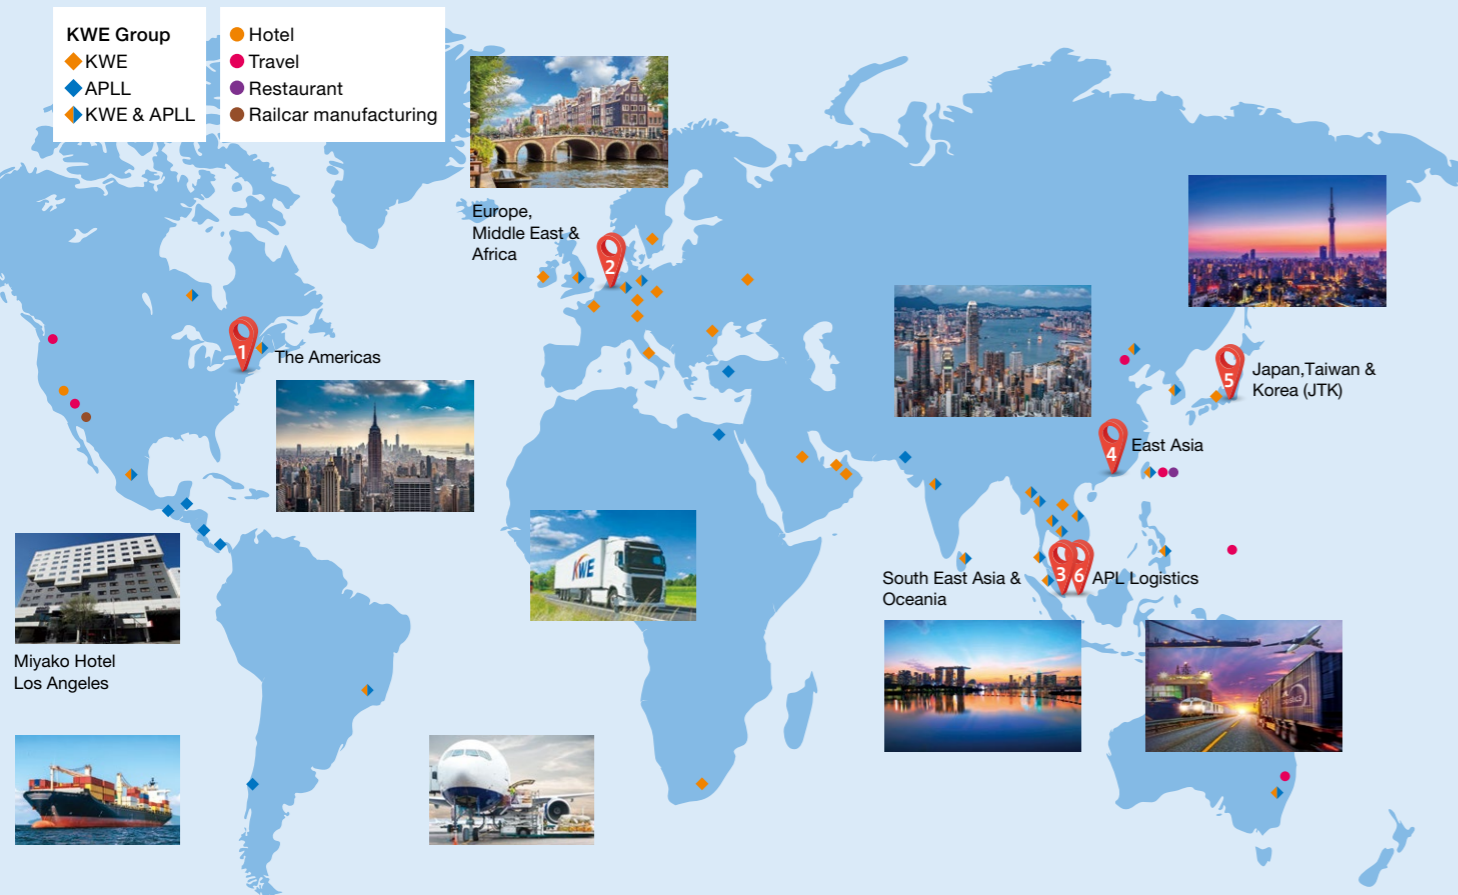 KWE Group
KWE
APLL
KWE & APLL
Hotel
Travel
Restaurant
Railcar manufacturing
Europe,
Middle East &
Africa
2
1
The Americas
5
Japan,Taiwan &
Korea (JTK)
4
East Asia
KWE
3
6
South East Asia &
Oceania
APL Logistics
Miyako Hotel
Los Angeles